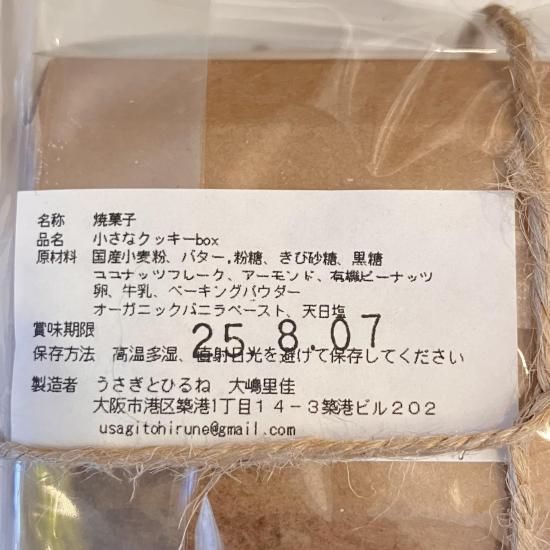 名称 焼菓子
品名 小さなクッキーbox
原材料 国産小麦粉、バター、粉糖、きび砂糖、黒糖
ココナッツフレーク、アーモンド、有機ピーナッツ
卵、牛乳、ベーキングパウダー
オーガニックバニラペースト、天日塩
賞味期限 25.8.07
保存方法 高温多湿、直射日光を避けて保存してください
製造者 うさぎとひるね 大嶋里佳
大阪市港区築港1丁目14-3築港ビル202
usagitohirune@gmail.com